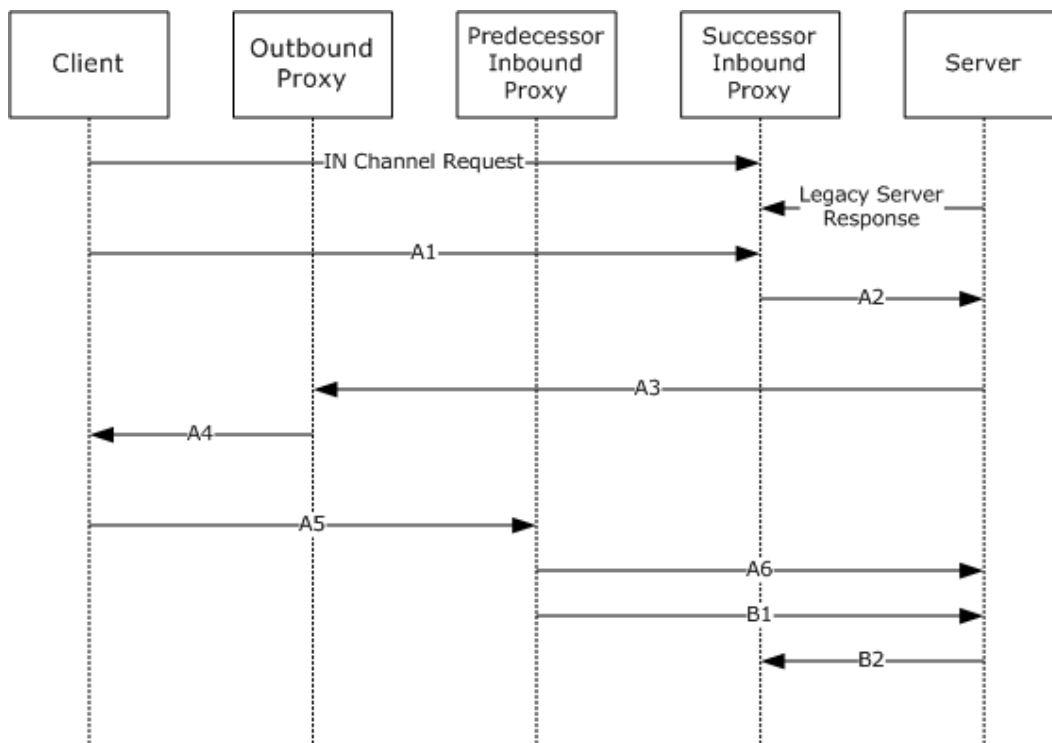 Client
Outbound
Proxy
Predecessor
Inbound
Proxy
Successor
Inbound
Proxy
Server
IN Channel Request
Legacy Server
Response
A1
A2
A3
A4
A5
A6
B1
B2